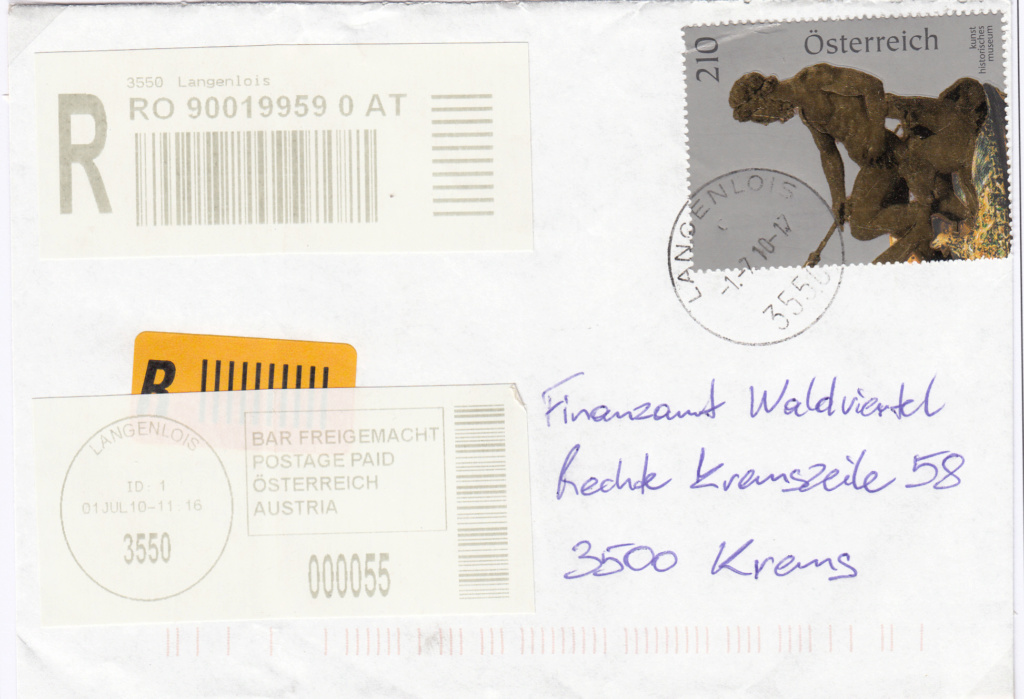 3550 Langenlois
RO 90019959 0 AT
R
210
Österreich
kunst
historisches
museum
LANGENLOIS
-1.-7.10-17
3550
R
LANGENLOIS
ID: 1
01JUL10-11 16
3550
BAR FREIGEMACHT
POSTAGE PAID
ÖSTERREICH
AUSTRIA
000055
Finanzamt Waldviertel
Rechte Kremszeile 58
3500 Krems